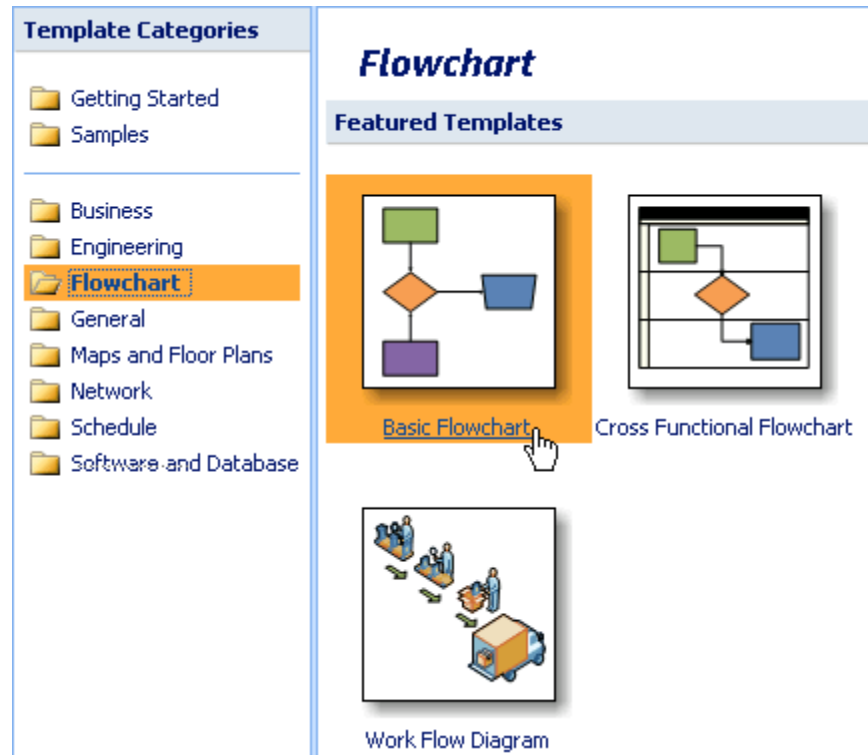 Template Categories
Getting Started
Samples
Business
Engineering
Flowchart
General
Maps and Floor Plans
Network
Schedule
Software and Database
Flowchart
Featured Templates
Basic Flowchart
Cross Functional Flowchart
Work Flow Diagram